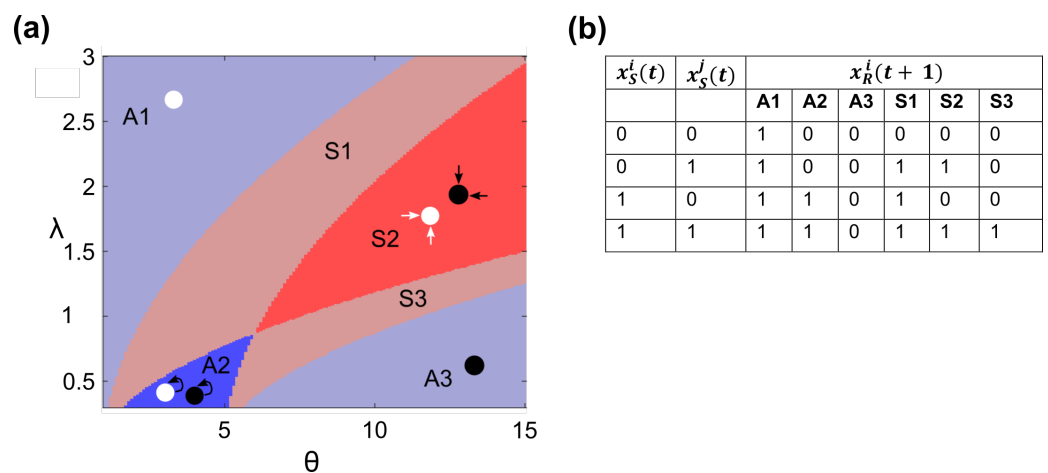 (a)
(b)
3
2.5
2
1.5
1
0.5
λ
5
10
15
θ
A1
S1
S2
S3
A2
A3
x_S^i(t) x_S^j(t) x_R^i(t + 1)
A1 A2 A3 S1 S2 S3
0 0 1 0 0 0 0 0
0 1 1 0 0 1 1 0
1 0 1 1 0 1 0 0
1 1 1 1 0 1 1 1